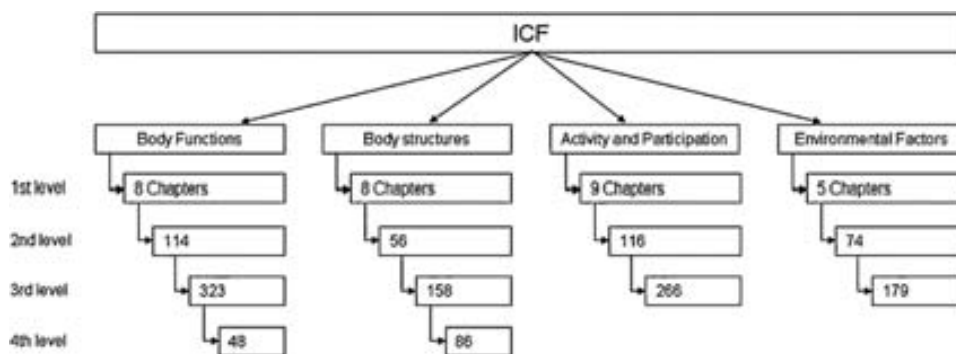 ICF
Body Functions Body structures Activity and Participation Environmental Factors
1st level 8 Chapters 8 Chapters 9 Chapters 5 Chapters
2nd level 114 56 116 74
3rd level 323 158 266 179
4th level 48 86